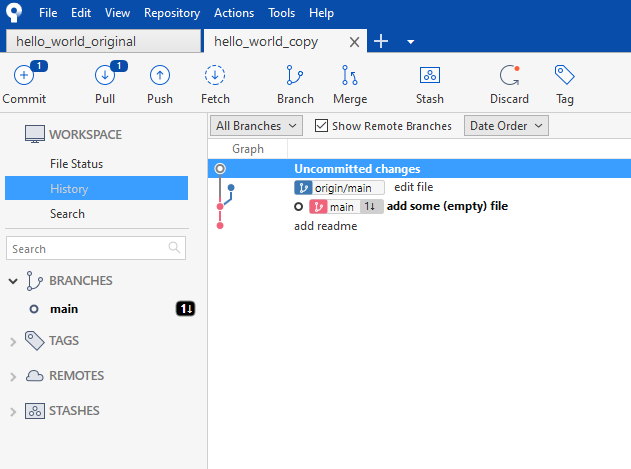 File Edit View Repository Actions Tools Help
hello_world_original hello_world_copy
1 1
Commit Pull Push Fetch Branch Merge Stash Discard Tag
WORKSPACE
File Status
History
Search
Search
BRANCHES
main 1↓
TAGS
REMOTES
STASHES
All Branches Show Remote Branches Date Order
Graph
Uncommitted changes
origin/main edit file
main 1↓ add some (empty) file
add readme